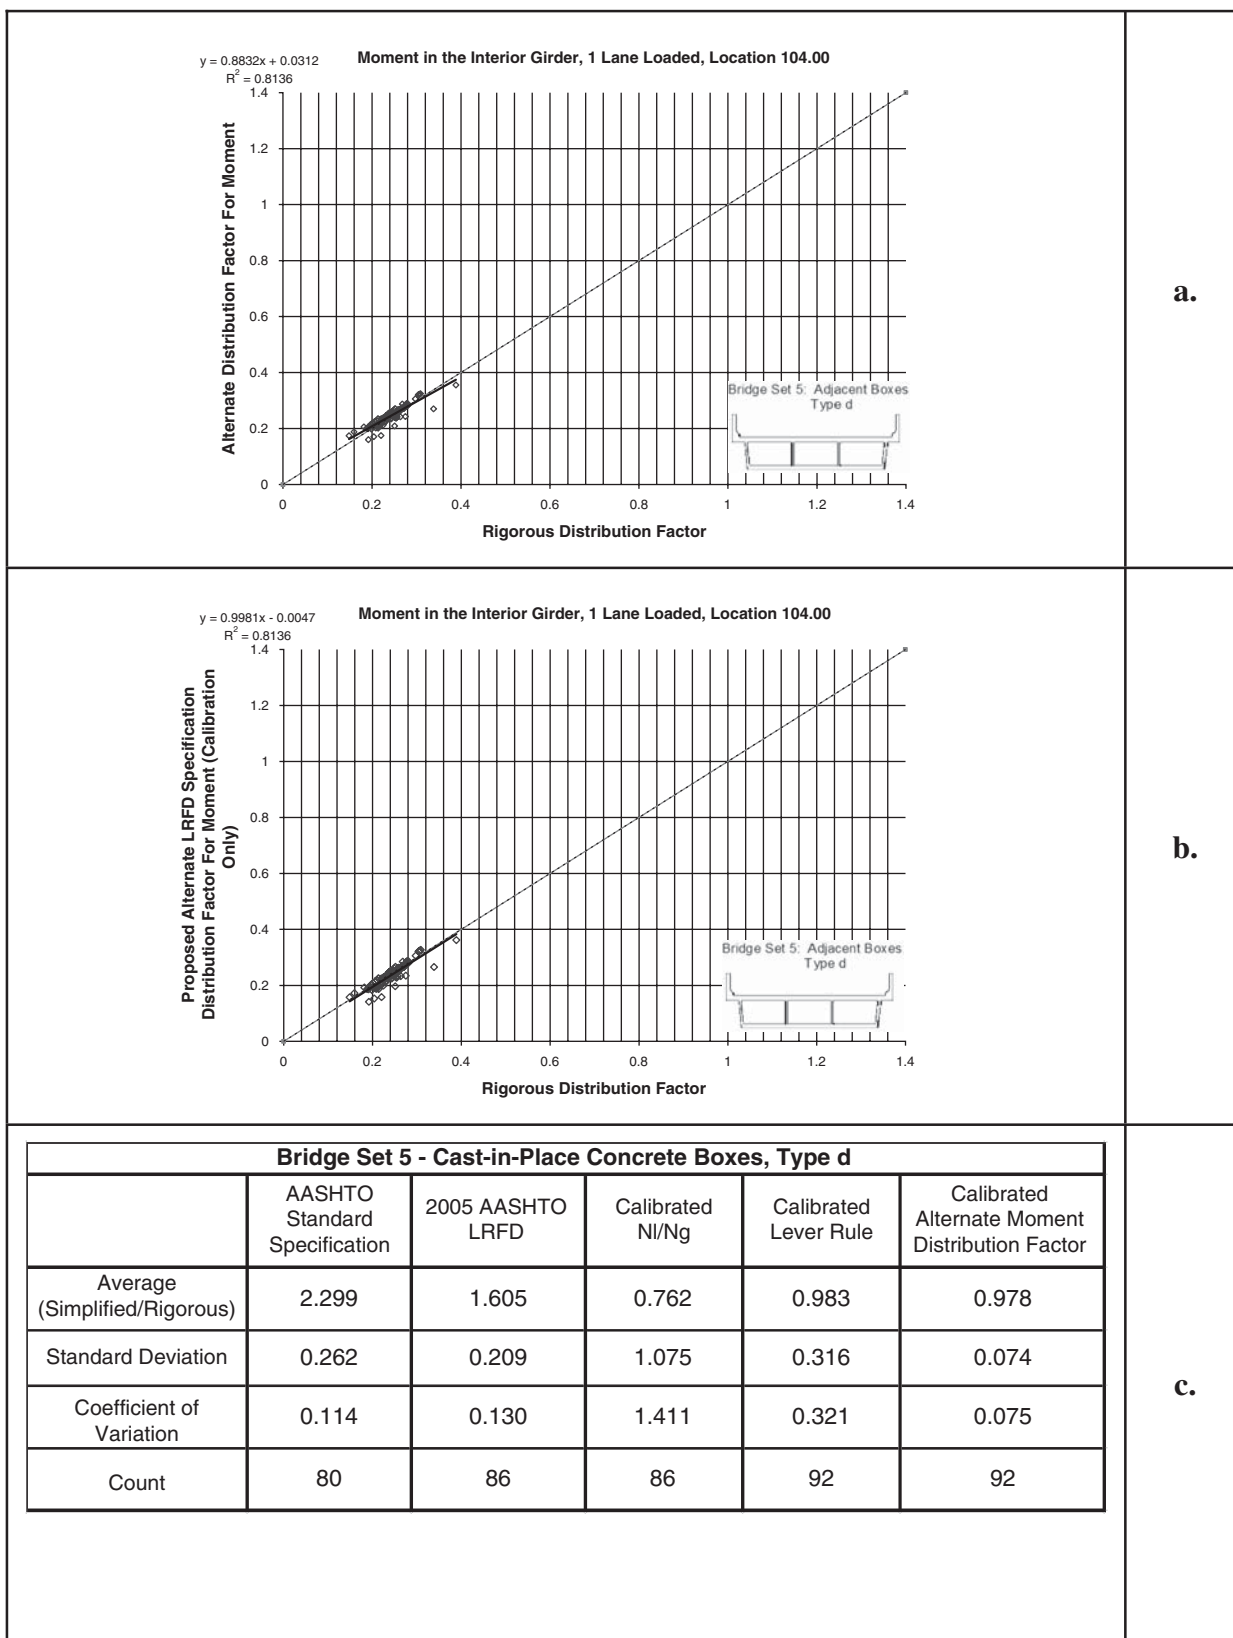 y = 0.8832x + 0.0312
R² = 0.8136
Moment in the Interior Girder, 1 Lane Loaded, Location 104.00
Alternate Distribution Factor For Moment
1.4
1.2
1
0.8
0.6
0.4
0.2
0
0 0.2 0.4 0.6 0.8 1 1.2 1.4
Rigorous Distribution Factor
Bridge Set 5: Adjacent Boxes
Type d
a.
y = 0.9981x - 0.0047
R² = 0.8136
Moment in the Interior Girder, 1 Lane Loaded, Location 104.00
Proposed Alternate LRFD Specification
Distribution Factor For Moment (Calibration
Only)
1.4
1.2
1
0.8
0.6
0.4
0.2
0
0 0.2 0.4 0.6 0.8 1 1.2 1.4
Rigorous Distribution Factor
Bridge Set 5: Adjacent Boxes
Type d
b.
Bridge Set 5 - Cast-in-Place Concrete Boxes, Type d
AASHTO
Standard
Specification
2005 AASHTO
LRFD
Calibrated
Nl/Ng
Calibrated
Lever Rule
Calibrated
Alternate Moment
Distribution Factor
Average
(Simplified/Rigorous)
2.299 1.605 0.762 0.983 0.978
Standard Deviation 0.262 0.209 1.075 0.316 0.074
Coefficient of
Variation
0.114 0.130 1.411 0.321 0.075
Count 80 86 86 92 92
c.